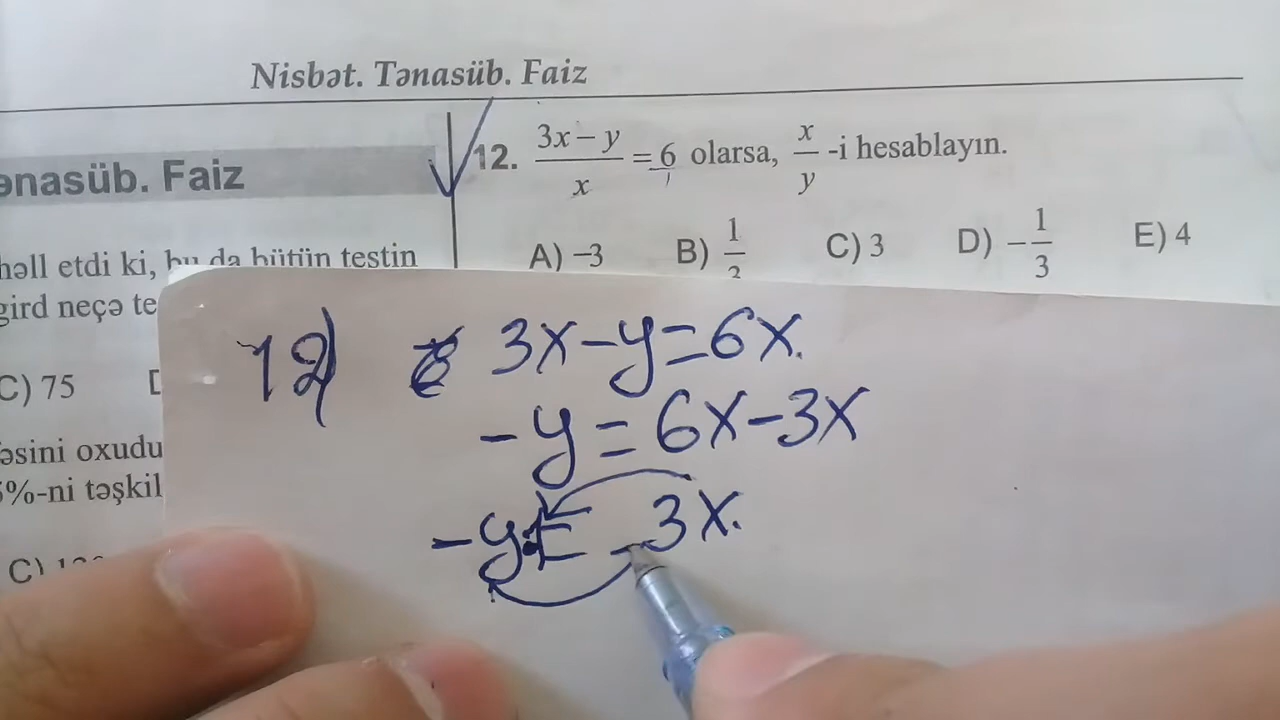 Nisbət. Tənasüb. Faiz
ənasüb. Faiz
həll etdi ki, bu da bütün testin
gird neçə te
C) 75
əsini oxudu
5%-ni təşkil
C)
12. (3x – y)/x = 6 olarsa, x/y -i hesablayın.
A) –3 B) 1/3 C) 3 D) –1/3 E) 4
12) 3x-y=6x.
-y=6x-3x
-y= 3x.